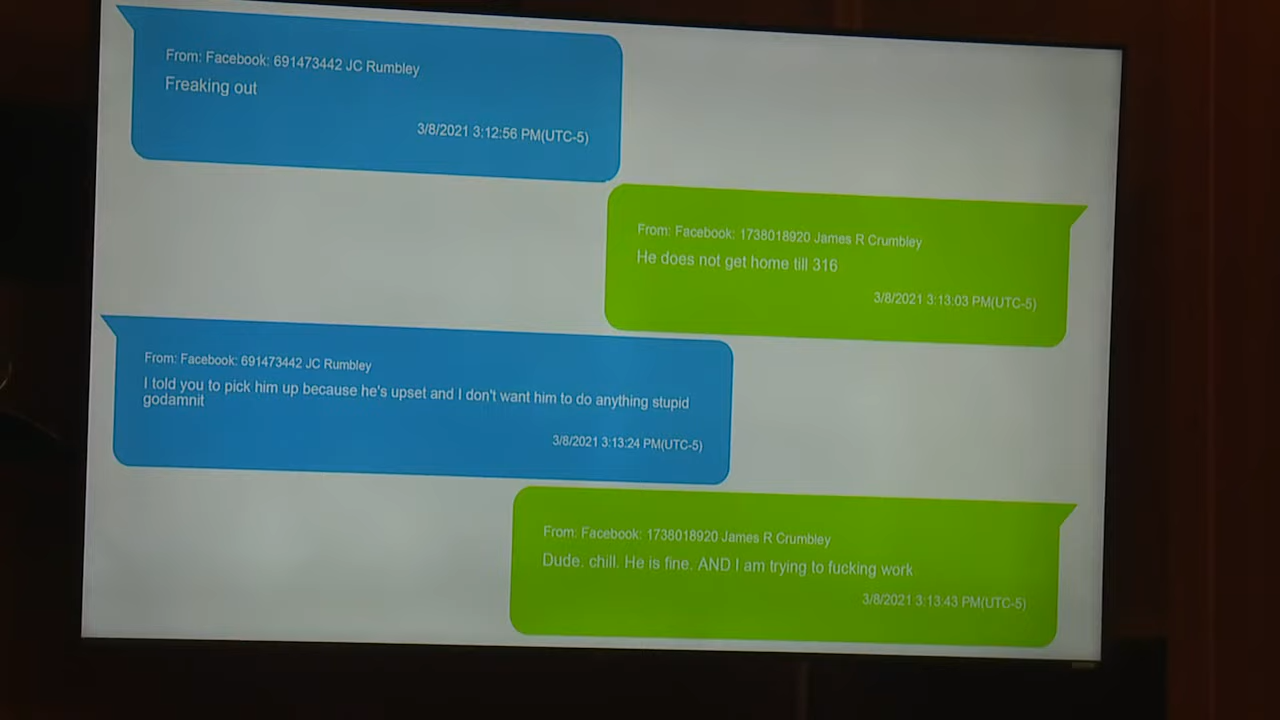 From: Facebook: 691473442 JC Rumbley
Freaking out
3/8/2021 3:12:56 PM(UTC-5)
From: Facebook: 1738018920 James R Crumbley
He does not get home till 316
3/8/2021 3:13:03 PM(UTC-5)
From: Facebook: 691473442 JC Rumbley
I told you to pick him up because he's upset and I don't want him to do anything stupid
godamnit
3/8/2021 3:13:24 PM(UTC-5)
From: Facebook: 1738018920 James R Crumbley
Dude, chill. He is fine. AND I am trying to fucking work
3/8/2021 3:13:43 PM(UTC-5)